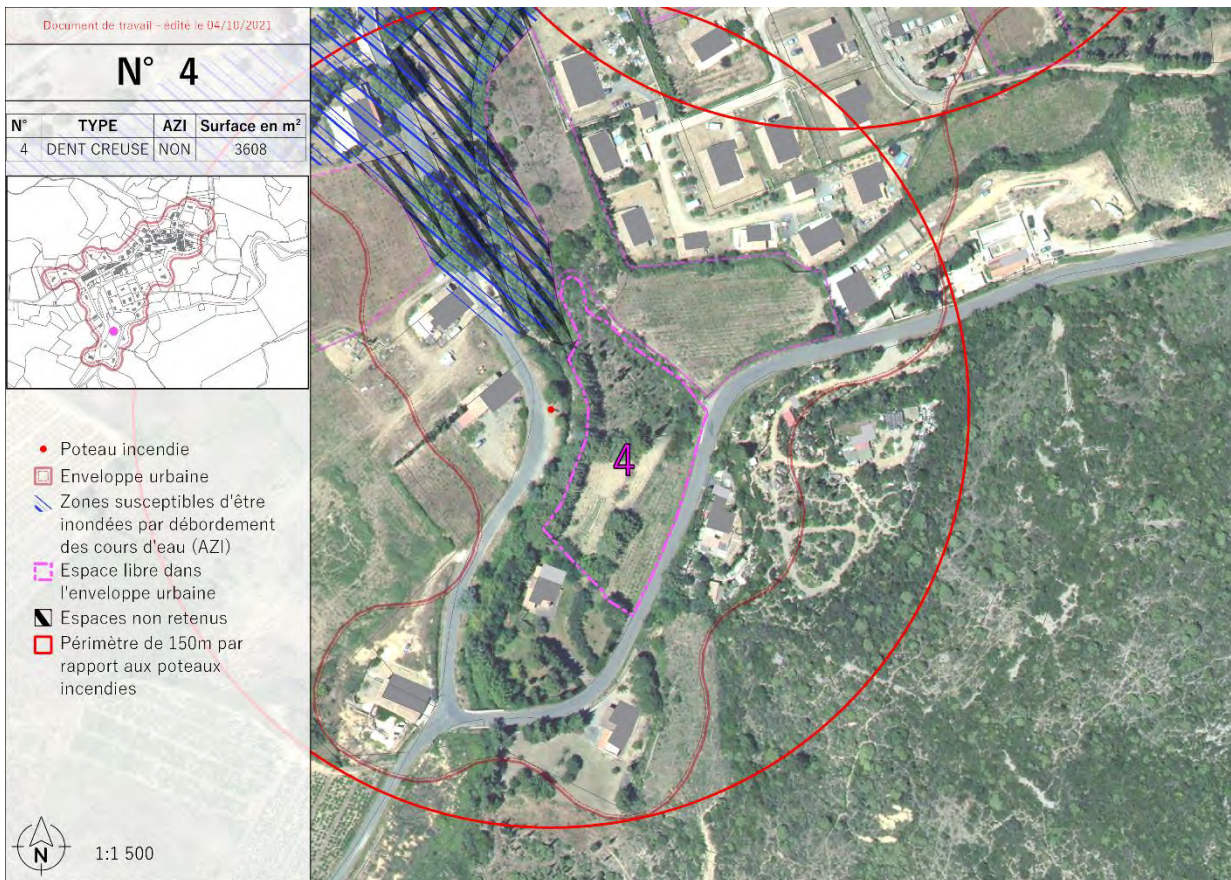 Document de travail - édité le 04/10/2021
N° 4
N° TYPE AZI Surface en m²
4 DENT CREUSE NON 3608
Poteau incendie
Enveloppe urbaine
Zones susceptibles d'être
inondées par débordement
des cours d'eau (AZI)
Espace libre dans
l'enveloppe urbaine
Espaces non retenus
Périmètre de 150m par
rapport aux poteaux
incendies
N
1:1 500
4